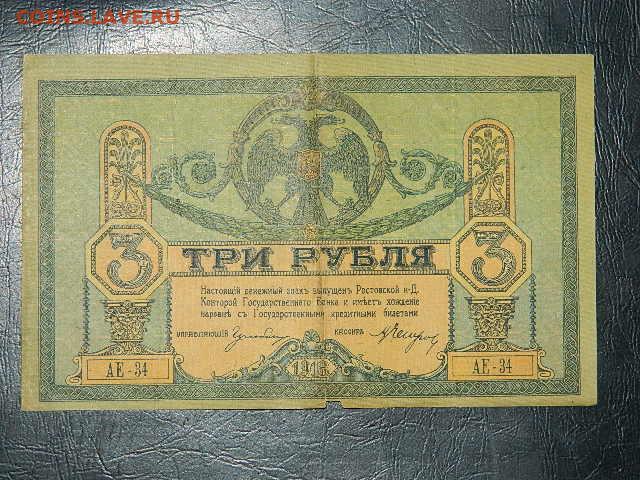 COINS.LAVE.RU
3
ТРИ РУБЛЯ
3
Настоящій денежный знакъ выпущенъ Ростовской н-Д.
Конторой Государственнаго Банка и имѣетъ хожденіе
наравнѣ съ Государственными кредитными билетами
УПРАВЛЯЮЩІЙ
КАССИРЪ
АЕ-34
1918
АЕ-34